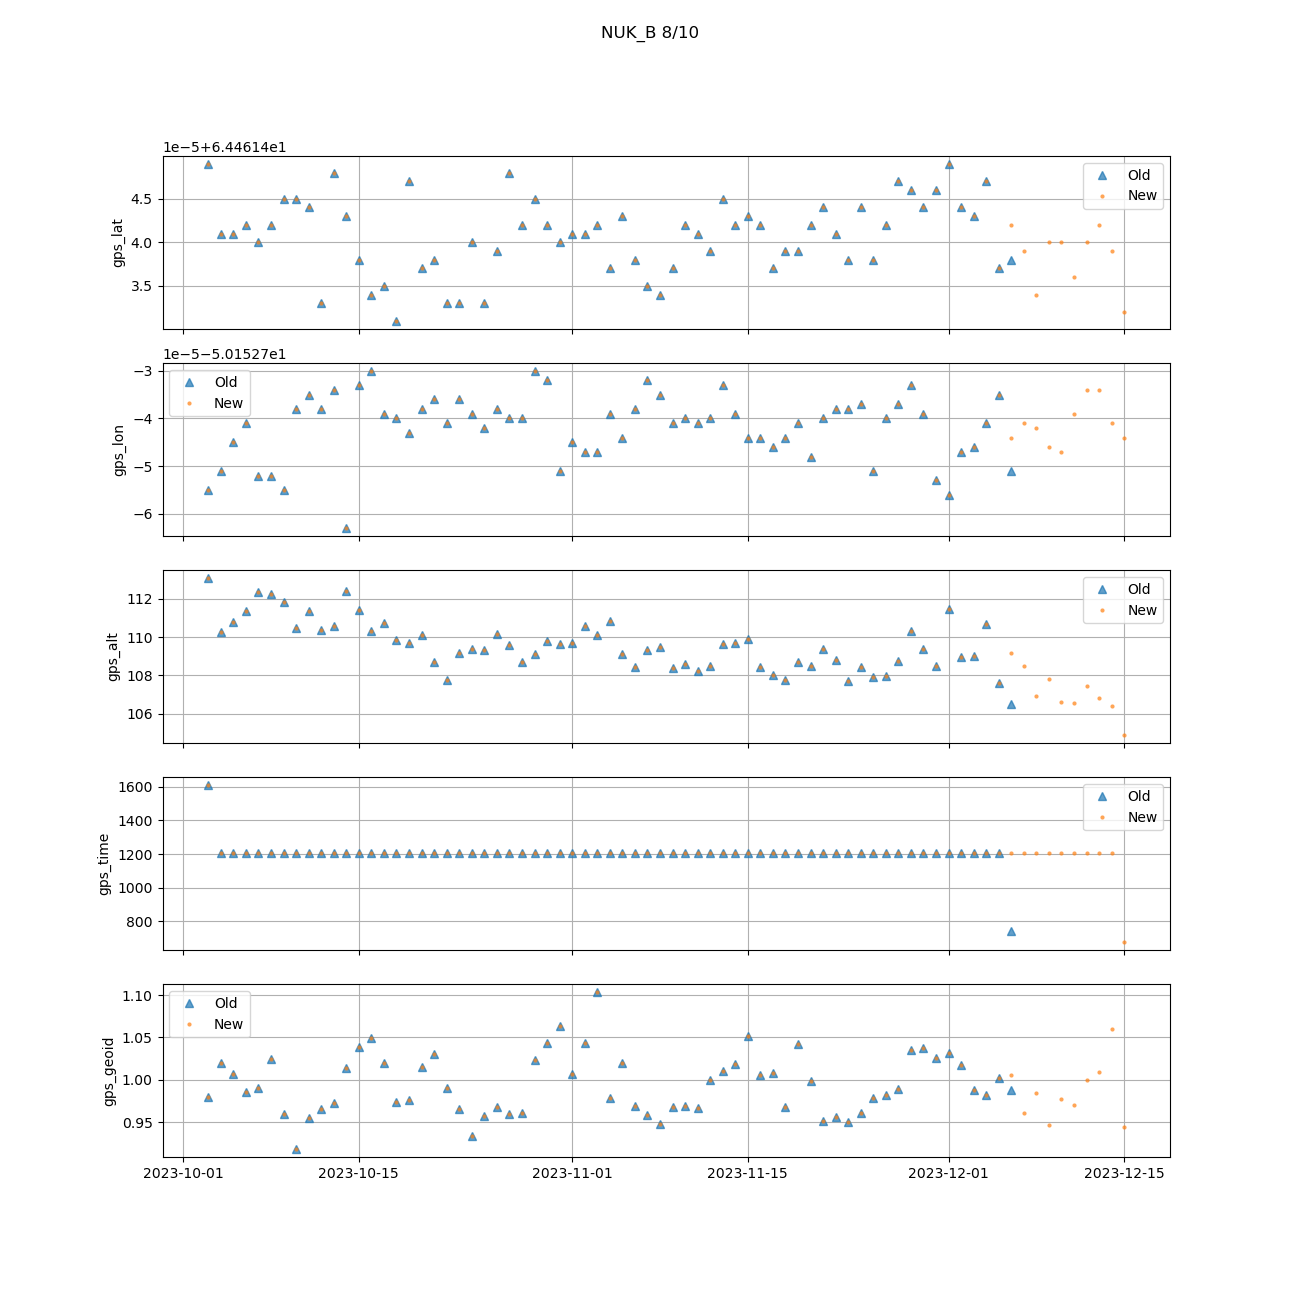 NUK_B 8/10
1e−5+6.44614e1
4.5
4.0
3.5
gps_lat
Old
New
1e−5−5.01527e1
−3
−4
−5
−6
gps_lon
Old
New
112
110
108
106
gps_alt
Old
New
1600
1400
1200
1000
800
gps_time
Old
New
1.10
1.05
1.00
0.95
gps_geoid
Old
New
2023-10-01 2023-10-15 2023-11-01 2023-11-15 2023-12-01 2023-12-15